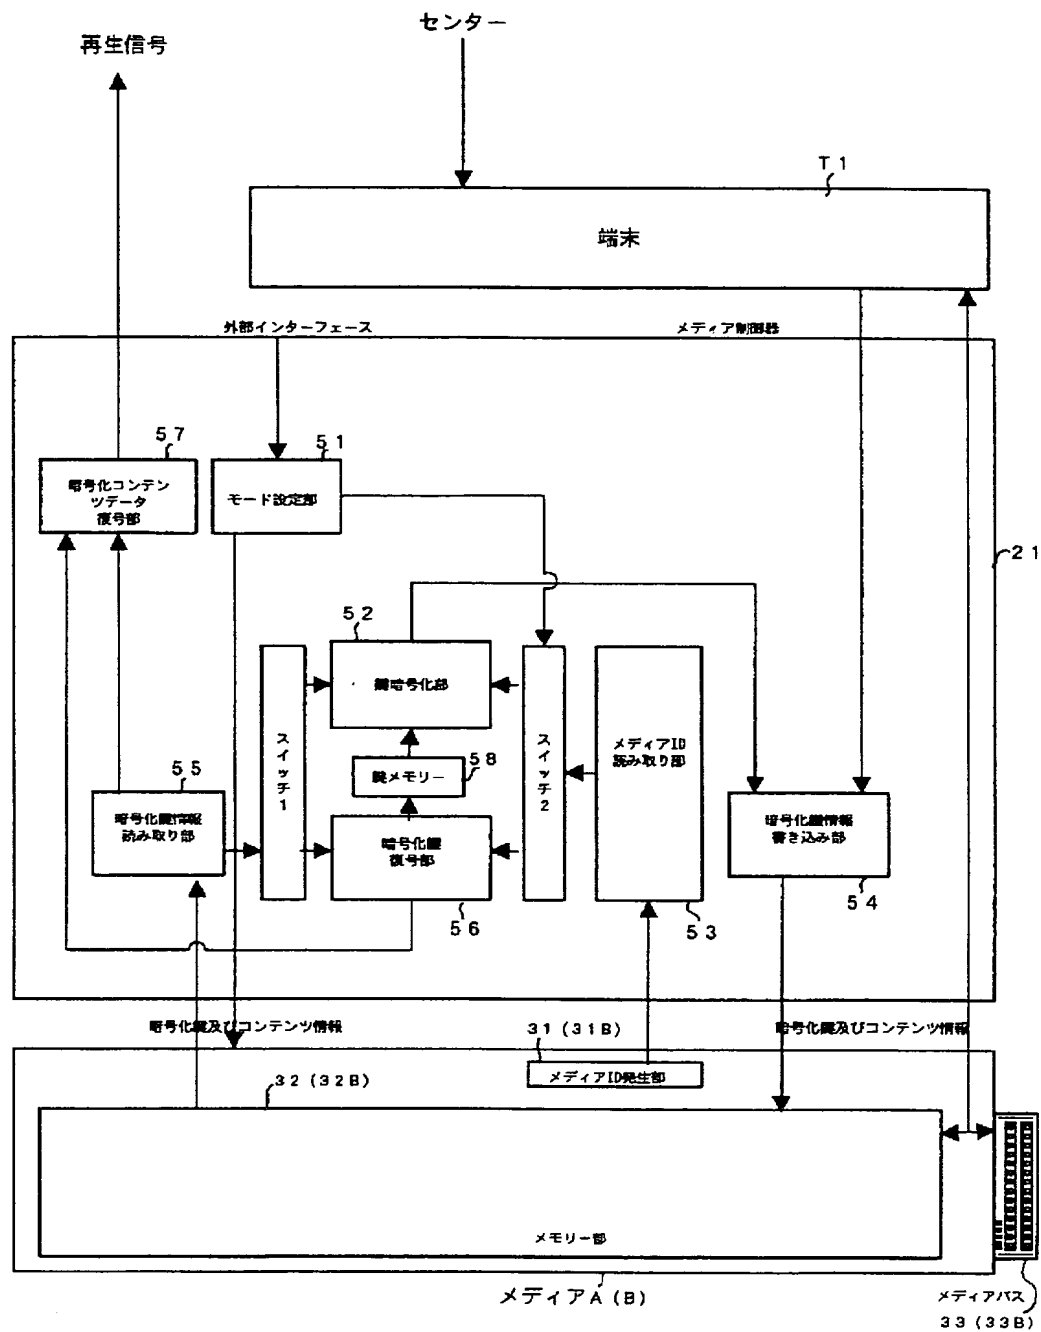 センター
再生信号
T1
端末
外部インターフェース
メディア制御器
57
51
暗号化コンテン
ツデータ
復号部
モード設定部
21
52
鍵暗号化部
スイッチ1
スイッチ2
メディアID
読み取り部
58
鍵メモリー
55
暗号化鍵情報
読み取り部
暗号化鍵
復号部
暗号化鍵情報
書き込み部
54
56
53
暗号化鍵及びコンテンツ情報
31(31B)
暗号化鍵及びコンテンツ情報
メディアID発生部
32(32B)
メモリー部
メディアA(B)
メディアバス
33(33B)